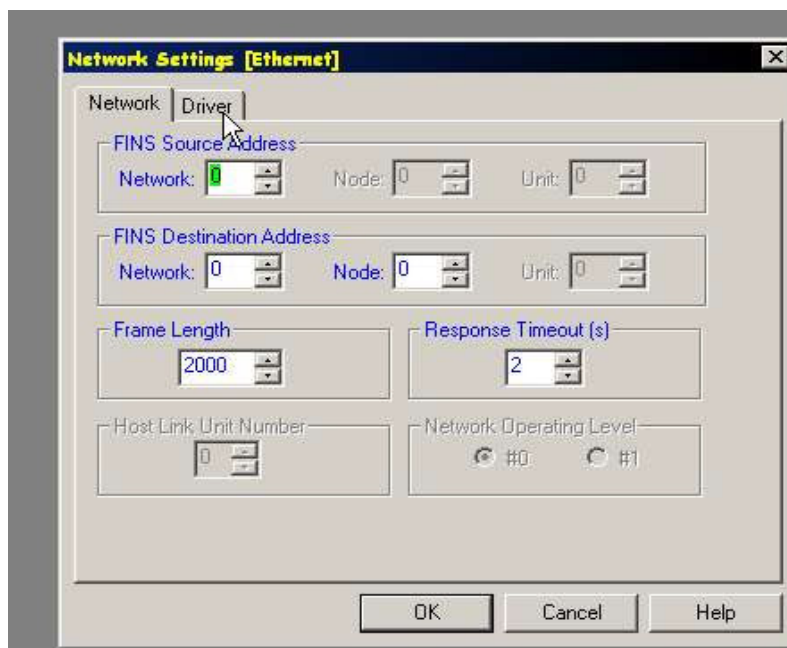 Network Settings [Ethernet]
Network Driver
FINS Source Address
Network: 0 Node: 0 Unit: 0
FINS Destination Address
Network: 0 Node: 0 Unit: 0
Frame Length Response Timeout (s)
2000 2
Host Link Unit Number Network Operating Level
0 #0 #1
OK Cancel Help